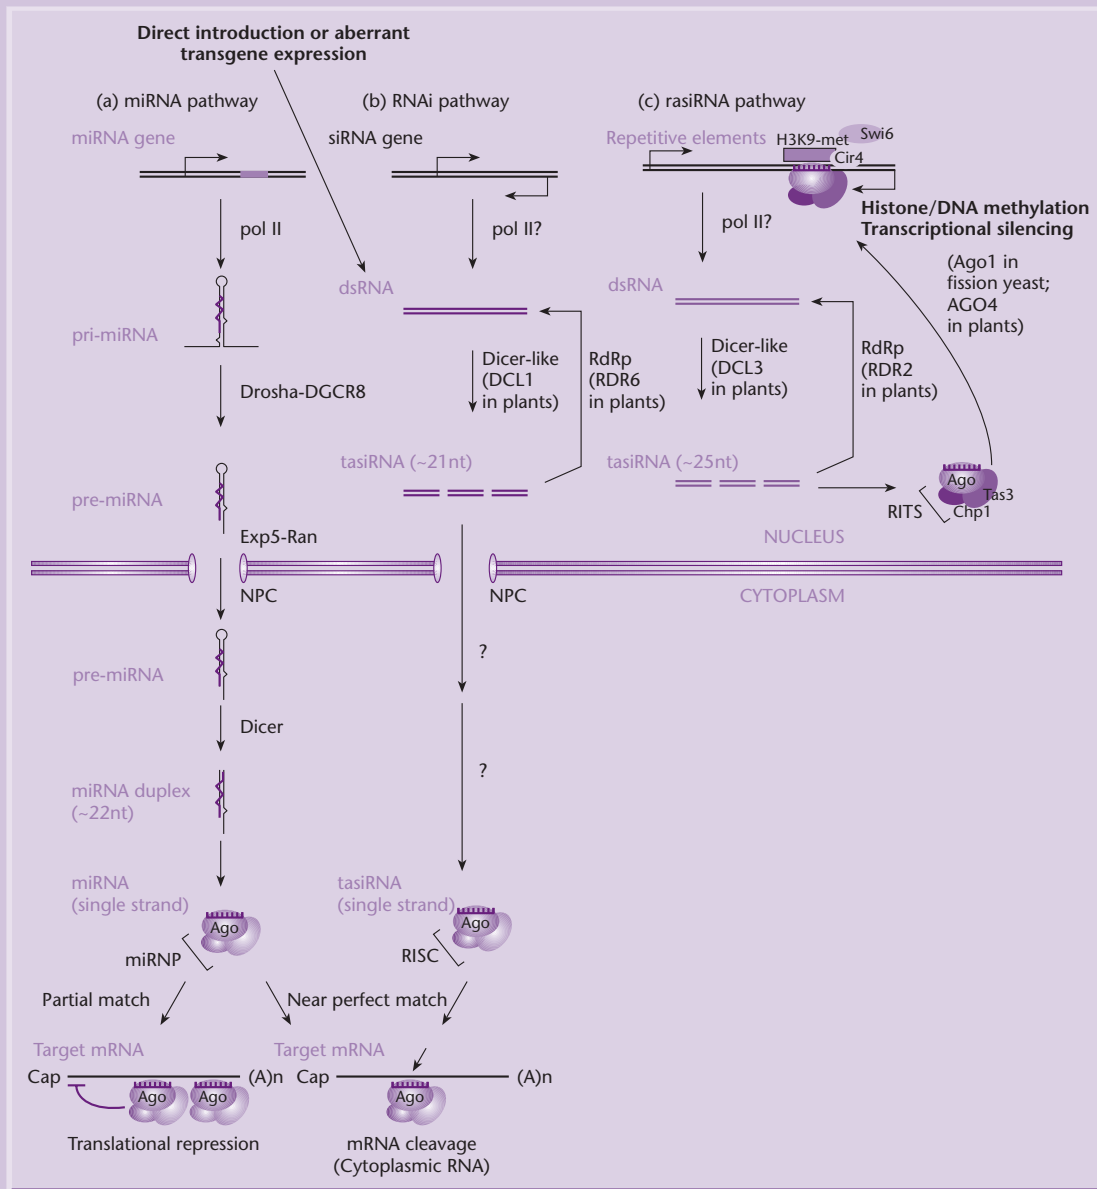 Direct introduction or aberrant
transgene expression
(a) miRNA pathway
(b) RNAi pathway
(c) rasiRNA pathway
miRNA gene
siRNA gene
Repetitive elements
H3K9-met
Swi6
Cir4
pol II
pol II?
pol II?
Histone/DNA methylation
Transcriptional silencing
(Ago1 in
fission yeast;
AGO4
in plants)
pri-miRNA
dsRNA
dsRNA
Drosha-DGCR8
Dicer-like
(DCL1
in plants)
RdRp
(RDR6
in plants)
Dicer-like
(DCL3
in plants)
RdRp
(RDR2
in plants)
pre-miRNA
tasiRNA (~21nt)
tasiRNA (~25nt)
RITS
Ago
Tas3
Chp1
Exp5-Ran
NUCLEUS
NPC
NPC
CYTOPLASM
pre-miRNA
?
Dicer
?
miRNA duplex
(~22nt)
miRNA
(single strand)
Ago
miRNP
tasiRNA
(single strand)
Ago
RISC
Partial match
Near perfect match
Target mRNA
Cap
(A)n
Ago
Ago
Translational repression
Target mRNA
Cap
(A)n
Ago
mRNA cleavage
(Cytoplasmic RNA)